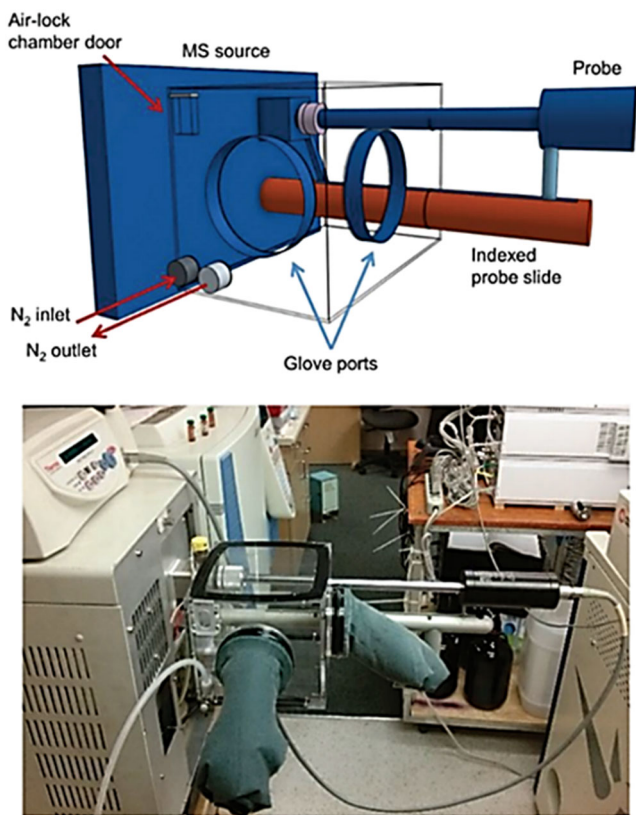 Air-lock
chamber door
MS source
Probe
Indexed
probe slide
N₂ inlet
N₂ outlet
Glove ports